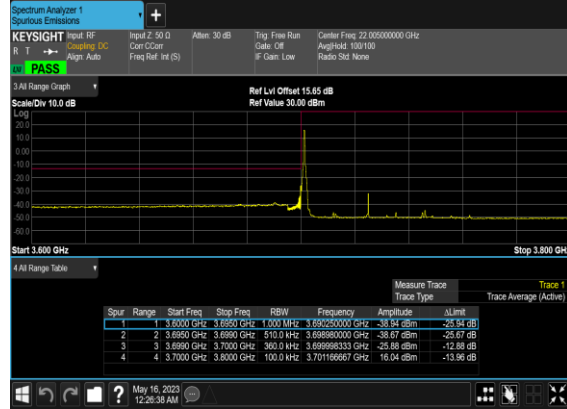 Spectrum Analyzer 1
Spurious Emissions
KEYSIGHT Input: RF Input Z: 50 Ω Atten: 30 dB Trig: Free Run Center Freq: 22.005000000 GHz
R T Coupling: DC Corr CCorr Gate: Off Avg|Hold: 100/100
Align: Auto Freq Ref: Int (S) IF Gain: Low Radio Std: None
PASS
3 All Range Graph
Ref Lvl Offset 15.65 dB
Scale/Div 10.0 dB Ref Value 30.00 dBm
Log
20.0
10.0
0.00
-10.0
-20.0
-30.0
-40.0
-50.0
-60.0
Start 3.600 GHz Stop 3.800 GHz
4 All Range Table
Measure Trace Trace 1
Trace Type Trace Average (Active)
Spur Range Start Freq Stop Freq RBW Frequency Amplitude ΔLimit
1 1 3.6000 GHz 3.6950 GHz 1.000 MHz 3.690250000 GHz -38.94 dBm -25.94 dB
2 2 3.6950 GHz 3.6990 GHz 510.0 kHz 3.698980000 GHz -38.67 dBm -25.67 dB
3 3 3.6990 GHz 3.7000 GHz 360.0 kHz 3.699998333 GHz -25.88 dBm -12.88 dB
4 4 3.7000 GHz 3.8000 GHz 100.0 kHz 3.701166667 GHz 16.04 dBm -13.96 dB
? May 16, 2023
12:26:38 AM